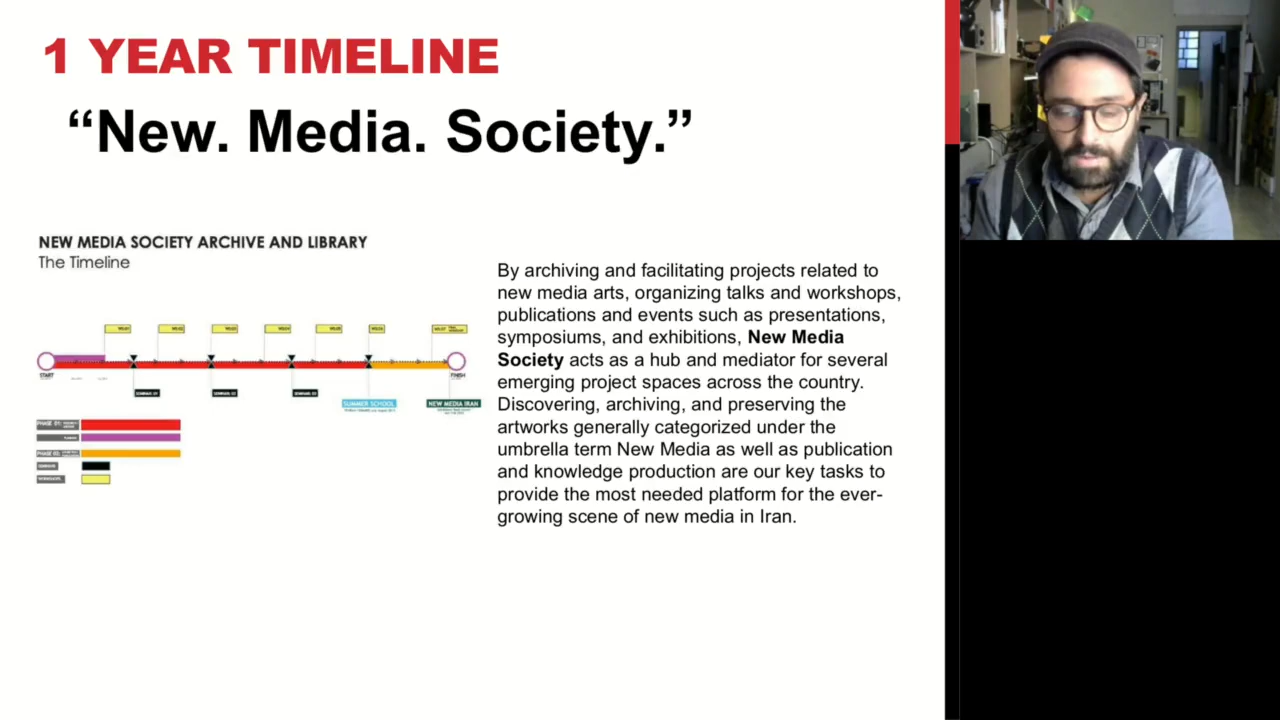 1 YEAR TIMELINE
“New. Media. Society.”
NEW MEDIA SOCIETY ARCHIVE AND LIBRARY
The Timeline
START
FINISH
SUMMER SCHOOL
NEW MEDIA IRAN
By archiving and facilitating projects related to
new media arts, organizing talks and workshops,
publications and events such as presentations,
symposiums, and exhibitions, New Media
Society acts as a hub and mediator for several
emerging project spaces across the country.
Discovering, archiving, and preserving the
artworks generally categorized under the
umbrella term New Media as well as publication
and knowledge production are our key tasks to
provide the most needed platform for the ever-
growing scene of new media in Iran.